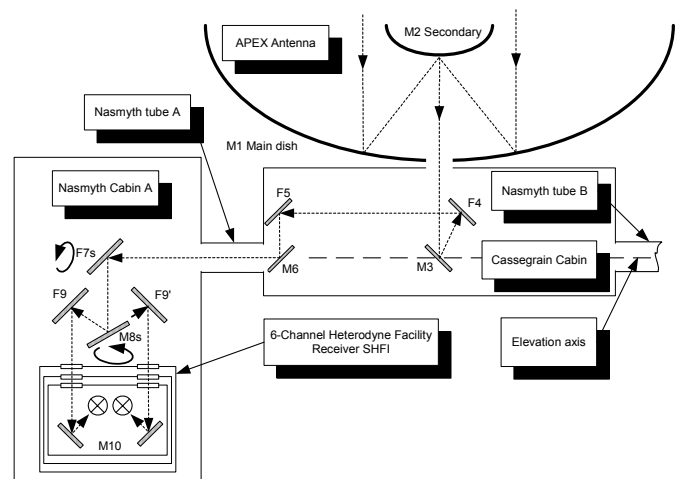 M2 Secondary
APEX Antenna
Nasmyth tube A
M1 Main dish
Nasmyth Cabin A
F5
F4
Nasmyth tube B
F7s
M6
M3
Cassegrain Cabin
F9
F9'
M8s
6-Channel Heterodyne Facility
Receiver SHFI
Elevation axis
M10